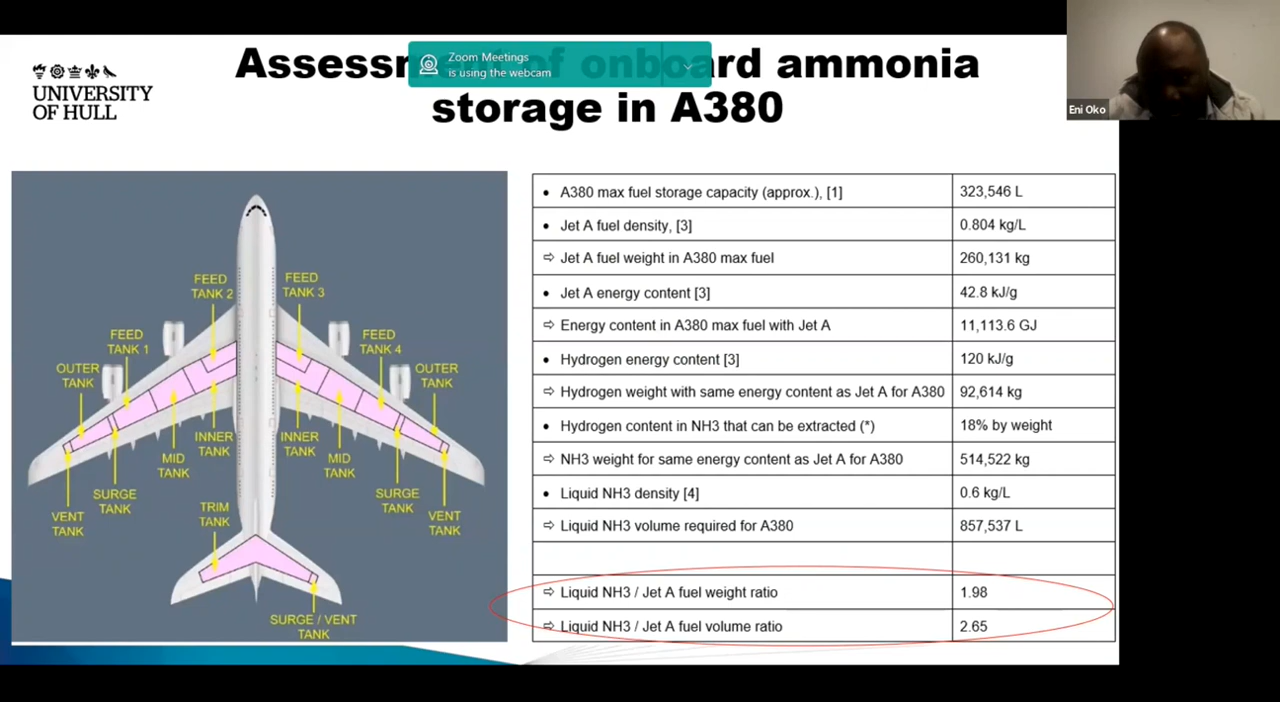 Assessment of onboard ammonia
storage in A380
Zoom Meetings
is using the webcam
Eni Oko
UNIVERSITY
OF HULL
FEED
TANK 2
FEED
TANK 3
FEED
TANK 1
FEED
TANK 4
OUTER
TANK
OUTER
TANK
INNER
TANK
INNER
TANK
MID
TANK
MID
TANK
SURGE
TANK
SURGE
TANK
VENT
TANK
VENT
TANK
TRIM
TANK
SURGE / VENT
TANK
• A380 max fuel storage capacity (approx.), [1] 323,546 L
• Jet A fuel density, [3] 0.804 kg/L
⇨ Jet A fuel weight in A380 max fuel 260,131 kg
• Jet A energy content [3] 42.8 kJ/g
⇨ Energy content in A380 max fuel with Jet A 11,113.6 GJ
• Hydrogen energy content [3] 120 kJ/g
⇨ Hydrogen weight with same energy content as Jet A for A380 92,614 kg
• Hydrogen content in NH3 that can be extracted (*) 18% by weight
⇨ NH3 weight for same energy content as Jet A for A380 514,522 kg
• Liquid NH3 density [4] 0.6 kg/L
⇨ Liquid NH3 volume required for A380 857,537 L
⇨ Liquid NH3 / Jet A fuel weight ratio 1.98
⇨ Liquid NH3 / Jet A fuel volume ratio 2.65